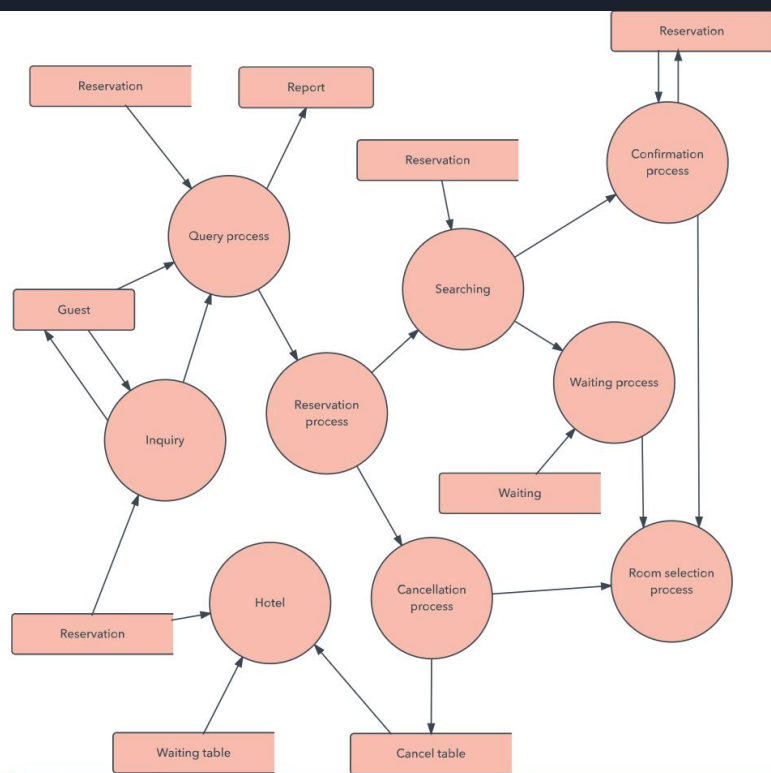 Reservation
Reservation
Report
Confirmation
process
Reservation
Query process
Searching
Guest
Waiting process
Reservation
process
Inquiry
Waiting
Room selection
process
Cancellation
process
Hotel
Reservation
Waiting table
Cancel table